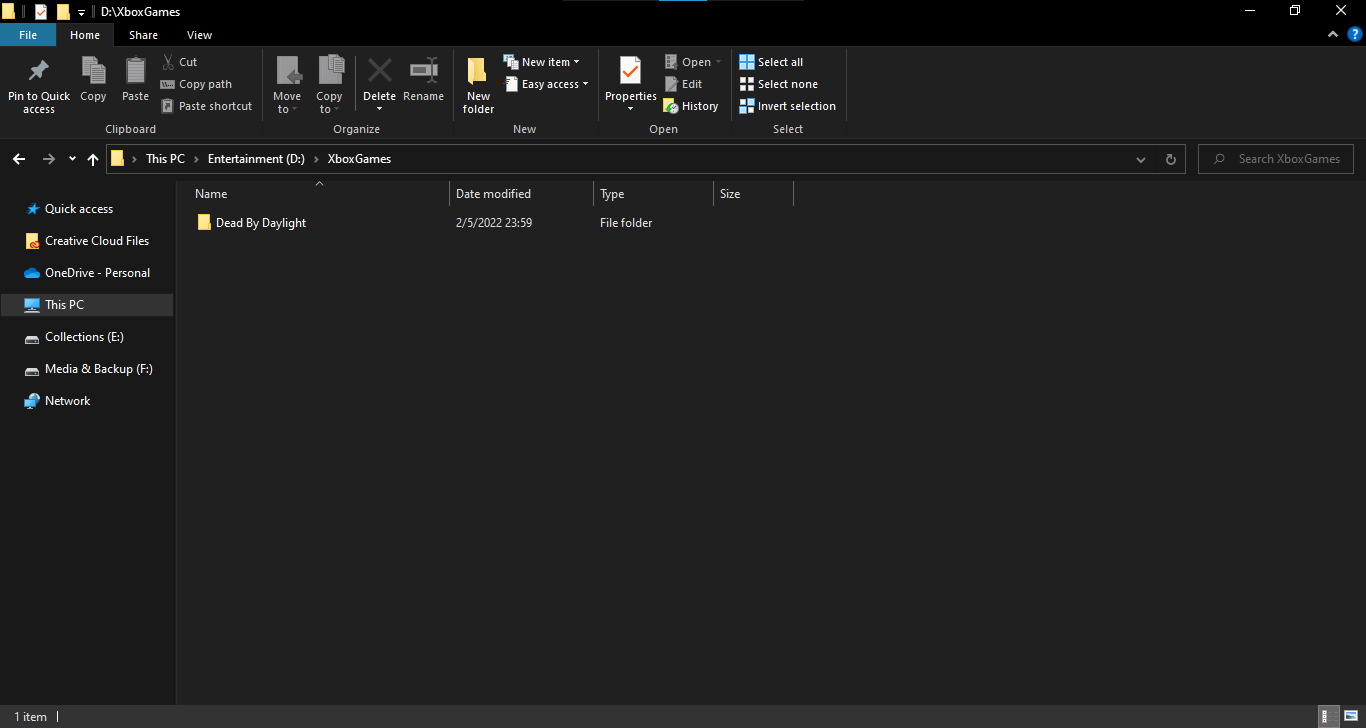 D:\XboxGames
File Home Share View
Pin to Quick access
Copy
Paste
Cut
Copy path
Paste shortcut
Clipboard
Move to
Copy to
Delete
Rename
Organize
New folder
New item
Easy access
New
Properties
Open
Edit
History
Open
Select all
Select none
Invert selection
Select
This PC > Entertainment (D:) > XboxGames
Search XboxGames
Name Date modified Type Size
Dead By Daylight 2/5/2022 23:59 File folder
Quick access
Creative Cloud Files
OneDrive - Personal
This PC
Collections (E:)
Media & Backup (F:)
Network
1 item